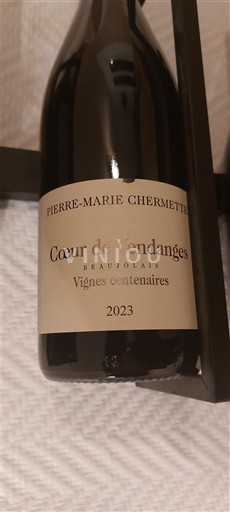 PIERRE-MARIE CHERMETTE
Cœur de Vendanges
VINIOU
BEAUJOLAIS
Vignes centenaires
2023